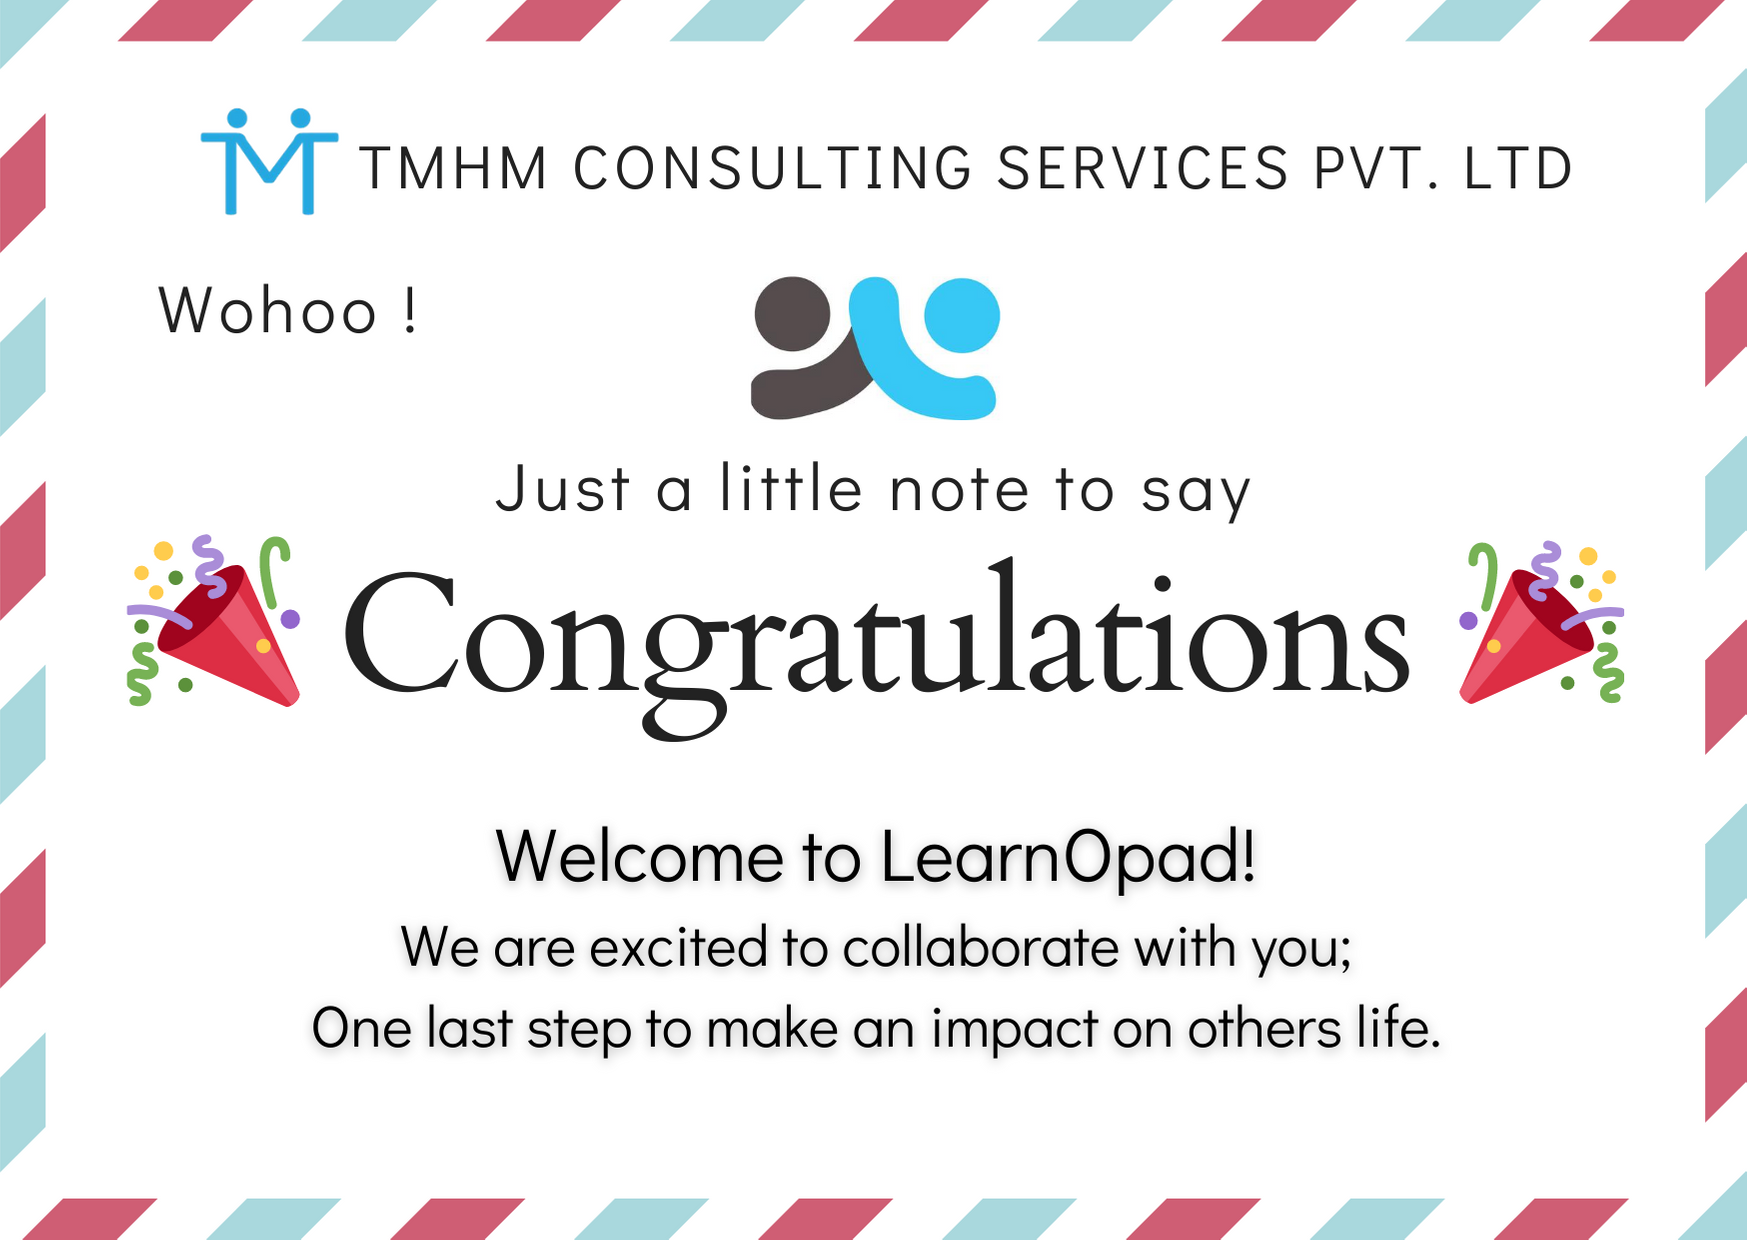 TMHM CONSULTING SERVICES PVT. LTD
Wohoo !
Just a little note to say
Congratulations
Welcome to LearnOpad!
We are excited to collaborate with you;
One last step to make an impact on others life.